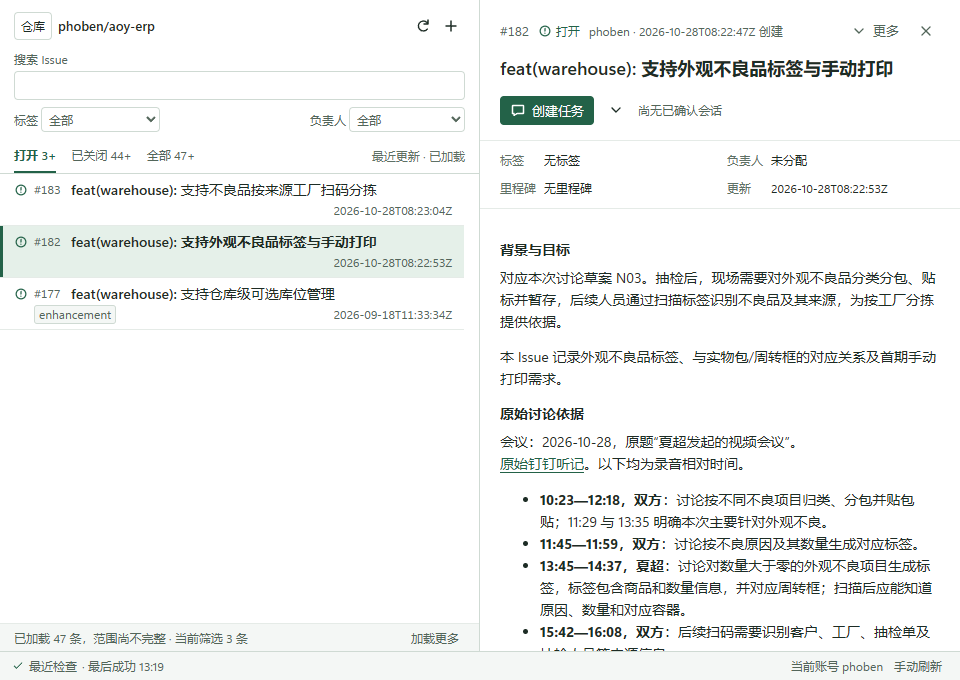 仓库 phoben/aoy-erp
搜索 Issue
标签 全部 负责人 全部
打开 3+ 已关闭 44+ 全部 47+ 最近更新 · 已加载
#183 feat(warehouse): 支持不良品按来源工厂扫码分拣
2026-10-28T08:23:04Z
#182 feat(warehouse): 支持外观不良品标签与手动打印
2026-10-28T08:22:53Z
#177 feat(warehouse): 支持仓库级可选库位管理
enhancement 2026-09-18T11:33:34Z
已加载 47 条，范围尚不完整 · 当前筛选 3 条 加载更多
#182 打开 phoben · 2026-10-28T08:22:47Z 创建 更多
feat(warehouse): 支持外观不良品标签与手动打印
创建任务 尚无已确认会话
标签 无标签 负责人 未分配
里程碑 无里程碑 更新 2026-10-28T08:22:53Z
背景与目标
对应本次讨论草案 N03。抽检后，现场需要对外观不良品分类分包、贴
标并暂存，后续人员通过扫描标签识别不良品及其来源，为按工厂分拣
提供依据。
本 Issue 记录外观不良品标签、与实物包/周转框的对应关系及首期手动
打印需求。
原始讨论依据
会议：2026-10-28，原题“夏超发起的视频会议”。
原始钉钉听记。以下均为录音相对时间。
• 10:23—12:18，双方：讨论按不同不良项目归类、分包并贴包
贴；11:29 与 13:35 明确本次主要针对外观不良。
• 11:45—11:59，双方：讨论按不良原因及其数量生成对应标签。
• 13:45—14:37，夏超：讨论对数量大于零的外观不良项目生成标
签，标签包含商品和数量信息，并对应周转框；扫描后应能知道
原因、数量和对应容器。
• 15:42—16:08，双方：后续扫码需要识别客户、工厂、抽检单及
最近检查 · 最后成功 13:19 当前账号 phoben 手动刷新